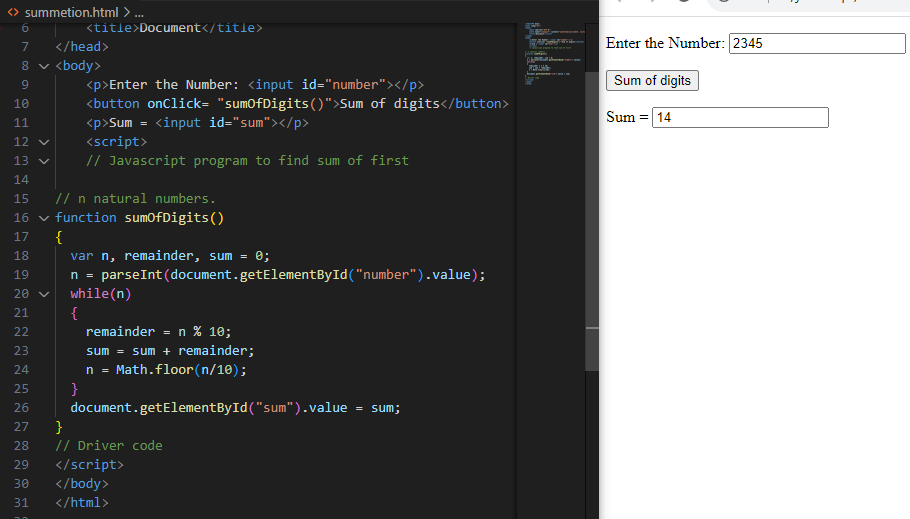 <> summetion.html > ...
6 <title>Document</title>
7 </head>
8 <body>
9 <p>Enter the Number: <input id="number"></p>
10 <button onClick= "sumOfDigits()">Sum of digits</button>
11 <p>Sum = <input id="sum"></p>
12 <script>
13 // Javascript program to find sum of first
14
15 // n natural numbers.
16 function sumOfDigits()
17 {
18 var n, remainder, sum = 0;
19 n = parseInt(document.getElementById("number").value);
20 while(n)
21 {
22 remainder = n % 10;
23 sum = sum + remainder;
24 n = Math.floor(n/10);
25 }
26 document.getElementById("sum").value = sum;
27 }
28 // Driver code
29 </script>
30 </body>
31 </html>
Enter the Number: 2345
Sum of digits
Sum = 14